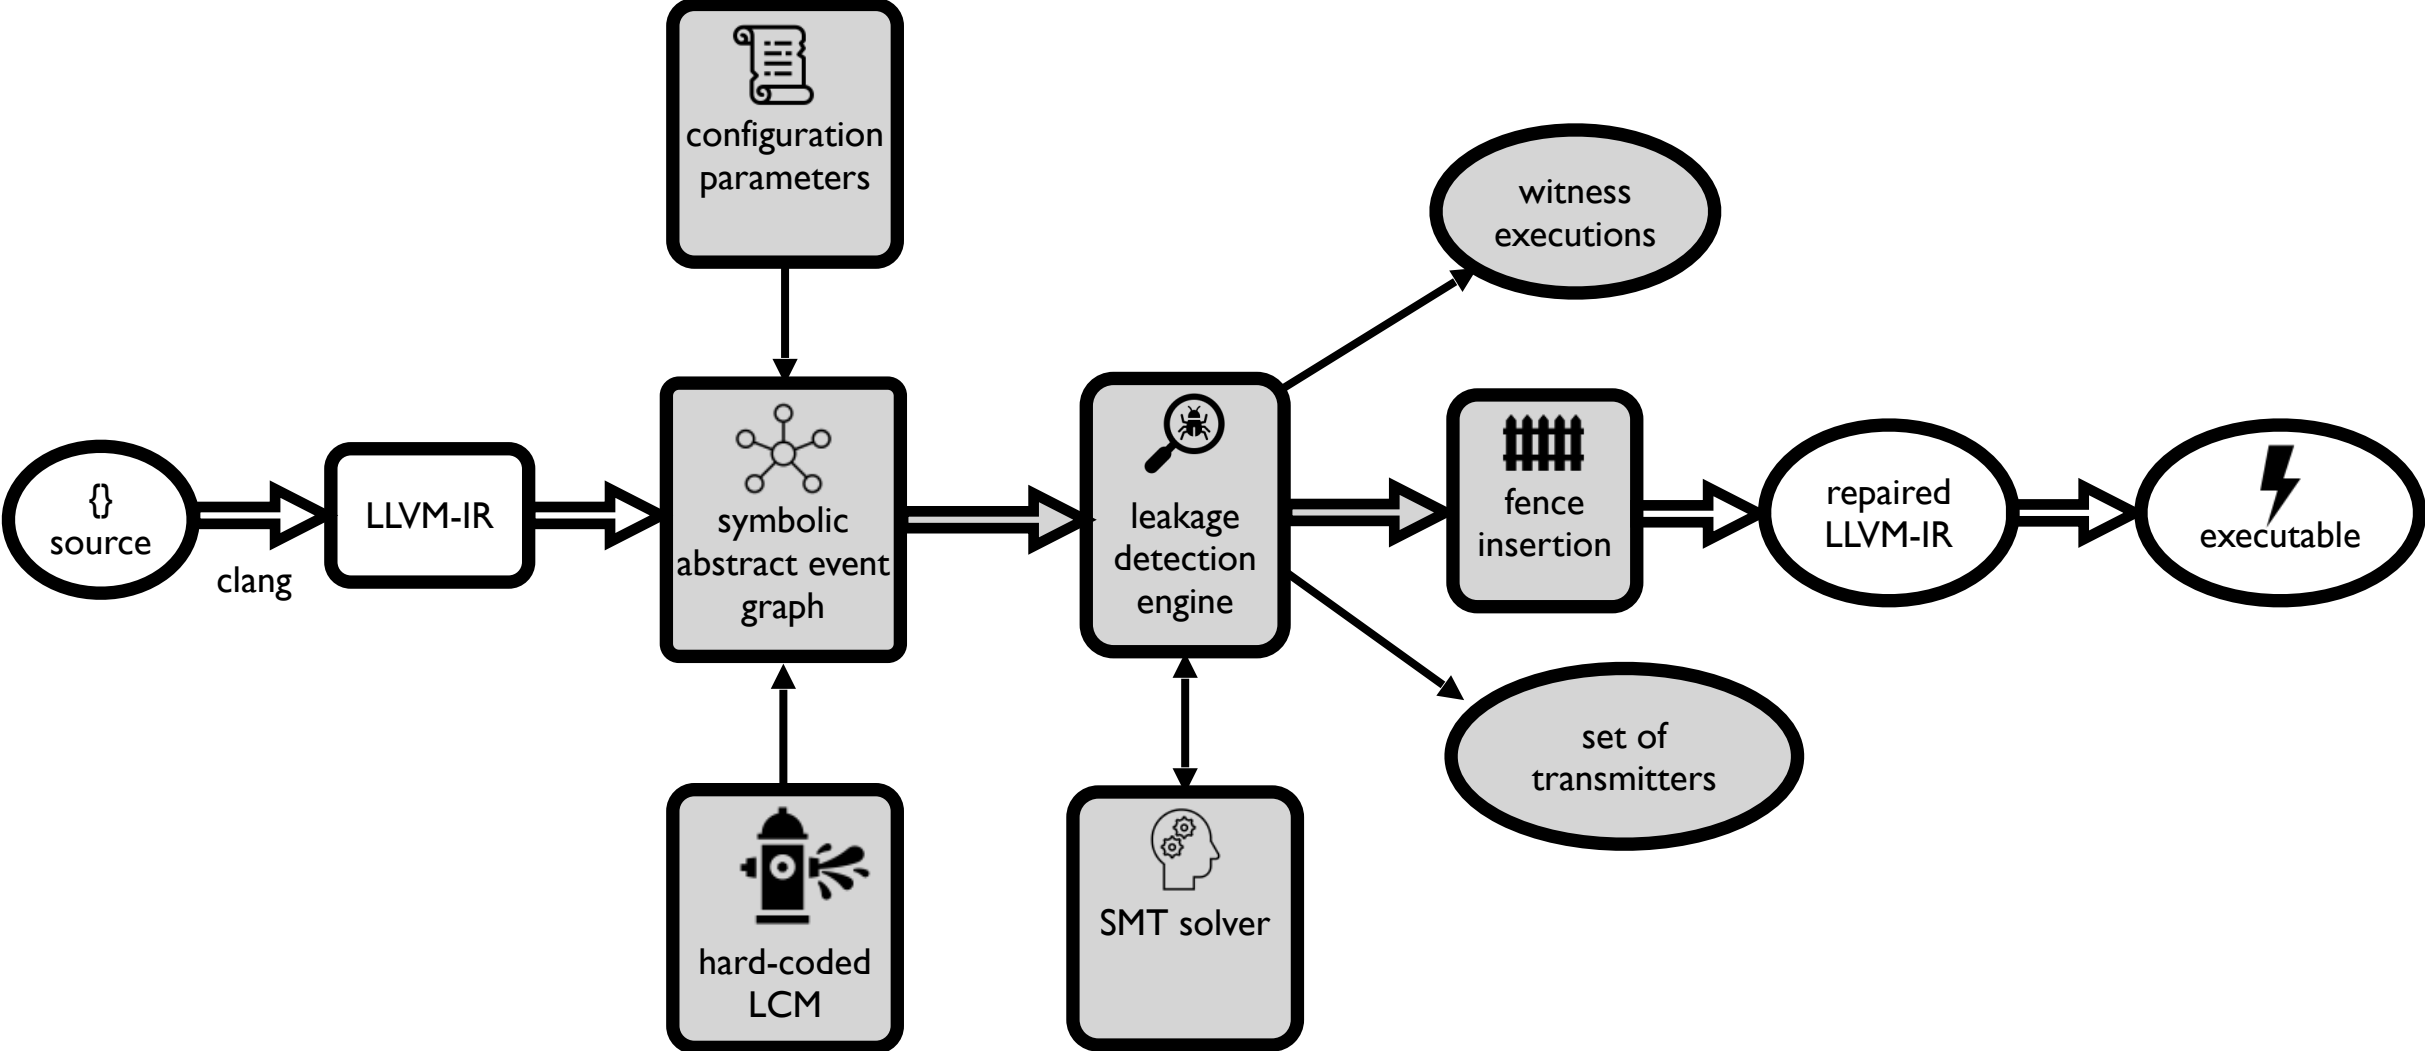 configuration
parameters
witness
executions
{}
source
clang
LLVM-IR
symbolic
abstract event
graph
leakage
detection
engine
fence
insertion
repaired
LLVM-IR
executable
set of
transmitters
hard-coded
LCM
SMT solver